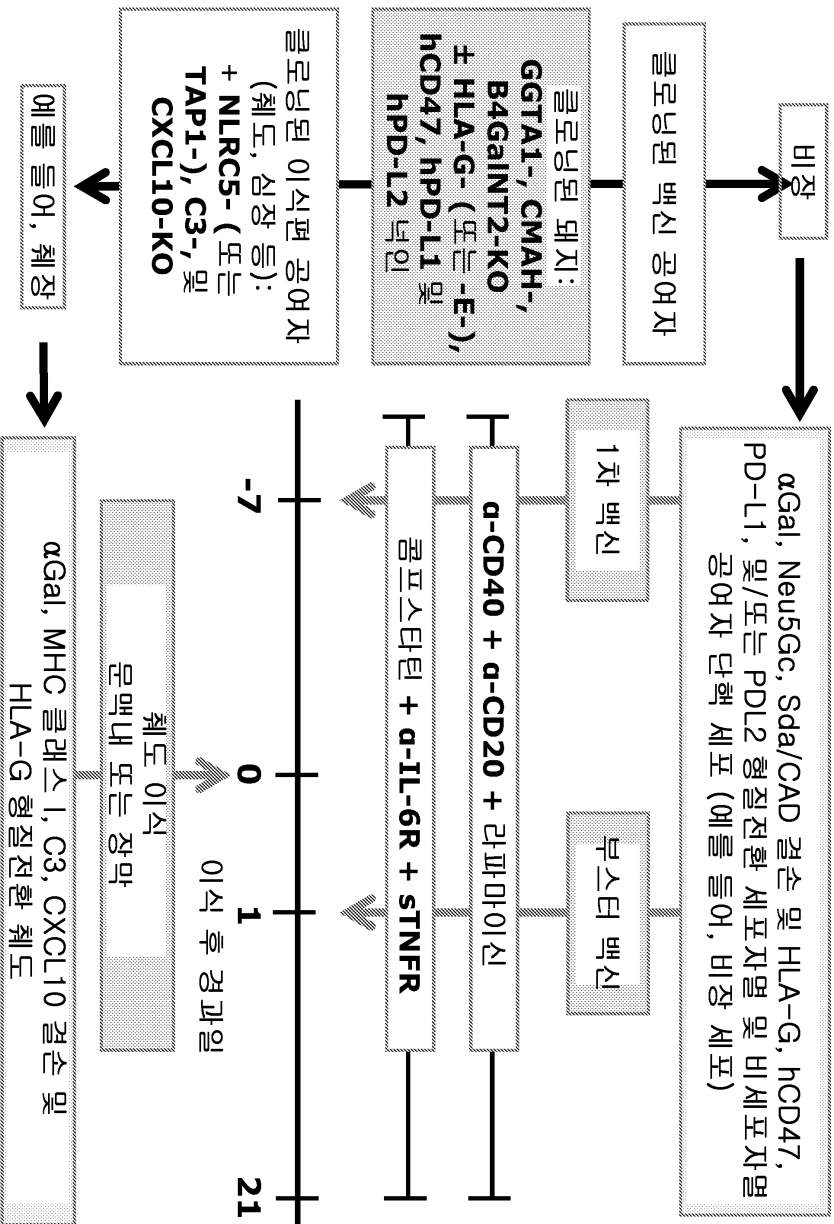 비장
클로닝된 백신 공여자
클로닝된 돼지:
GGTA1-, CMAH-,
B4GalNT2-KO
± HLA-G- (또는 -E-),
hCD47, hPD-L1 및
hPD-L2 녹인
클로닝된 이식편 공여자
(췌도, 심장 등):
+ NLRC5- (또는
TAP1-), C3-, 및
CXCL10-KO
예를 들어, 췌장
αGal, Neu5Gc, Sda/CAD 결손 및 HLA-G, hCD47,
PD-L1, 및/또는 PDL2 형질전환 세포자멸 및 비세포자멸
공여자 단핵 세포 (예를 들어, 비장 세포)
1차 백신
부스터 백신
α-CD40 + α-CD20 + 라파마이신
콤프스타틴 + α-IL-6R + sTNFR
-7
0
1
21
이식 후 경과일
췌도 이식
문맥내 또는 장막
αGal, MHC 클래스 I, C3, CXCL10 결손 및
HLA-G 형질전환 췌도